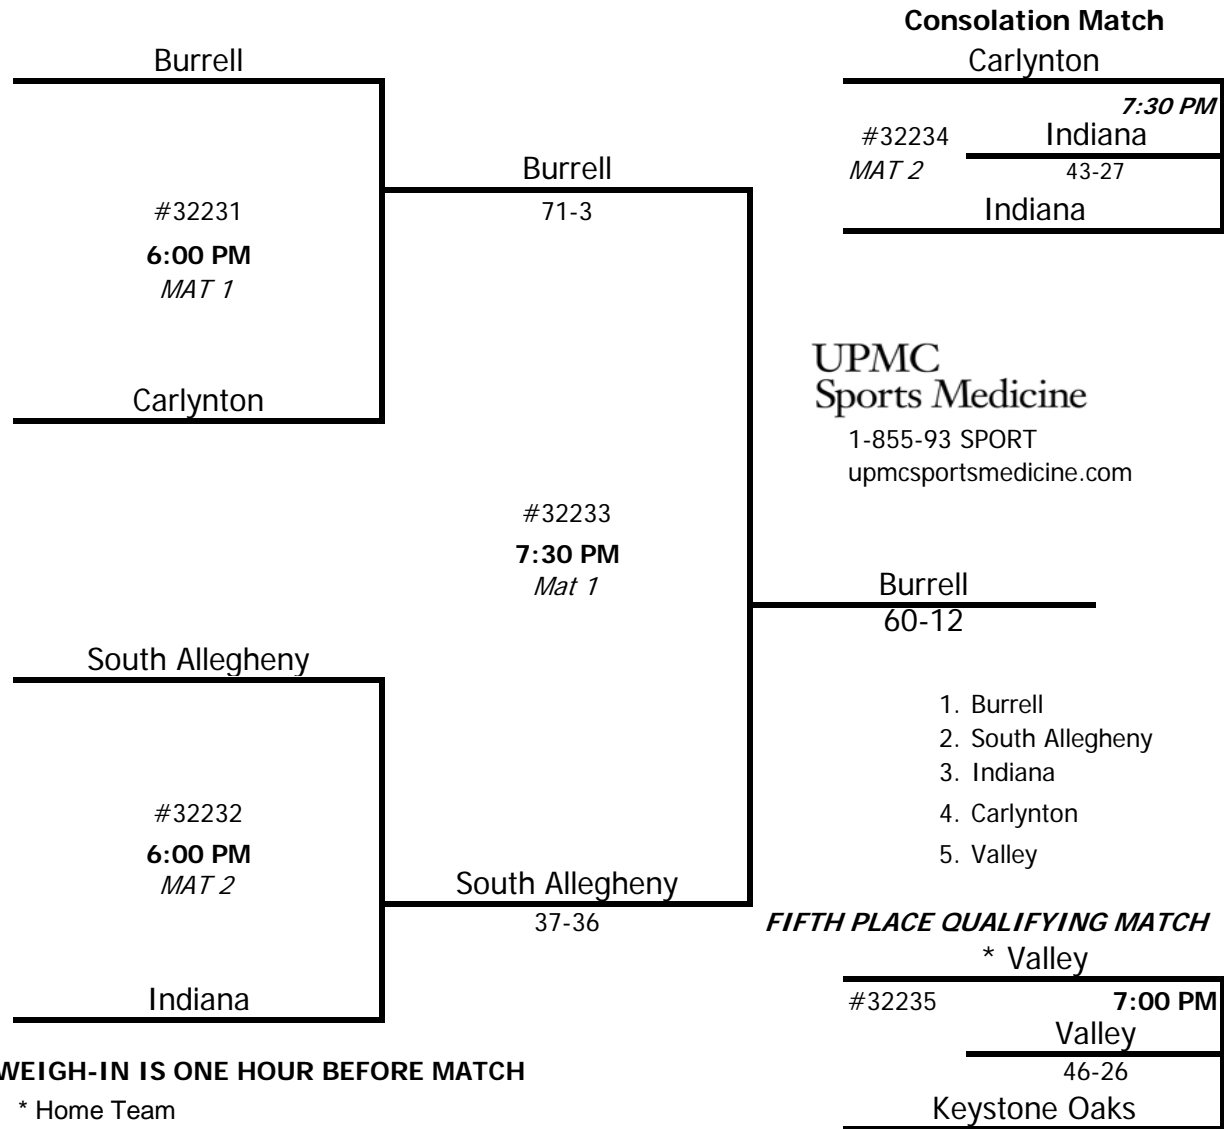 Consolation Match
Burrell
Carlynton
7:30 PM
#32234
Indiana
MAT 2
43-27
Indiana
Burrell
71-3
#32231
6:00 PM
MAT 1
Carlynton
UPMC
Sports Medicine
1-855-93 SPORT
upmcsportsmedicine.com
#32233
7:30 PM
Mat 1
Burrell
60-12
South Allegheny
1. Burrell
2. South Allegheny
3. Indiana
4. Carlynton
5. Valley
#32232
6:00 PM
MAT 2
South Allegheny
37-36
Indiana
FIFTH PLACE QUALIFYING MATCH
* Valley
#32235
7:00 PM
Valley
46-26
Keystone Oaks
WEIGH-IN IS ONE HOUR BEFORE MATCH
* Home Team